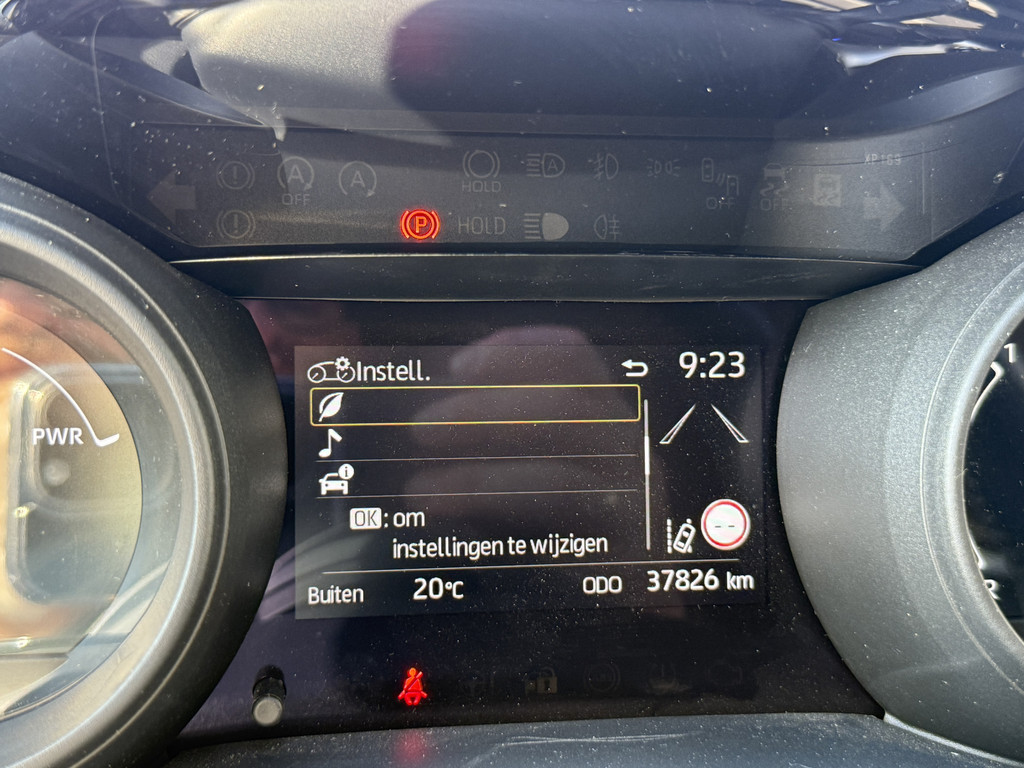 A
OFF
A
HOLD
A
OFF
OFF
P
HOLD
PWR
Instell.
9:23
OK : om
instellingen te wijzigen
Buiten 20°C ODO 37826 km
1